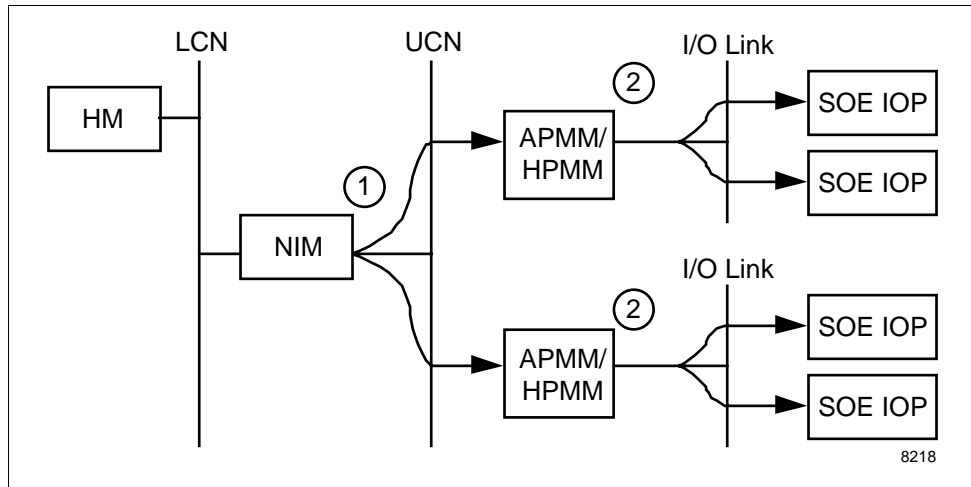 LCN
UCN
I/O Link
HM
2
SOE IOP
APMM/
HPMM
SOE IOP
1
NIM
I/O Link
2
SOE IOP
APMM/
HPMM
SOE IOP
8218